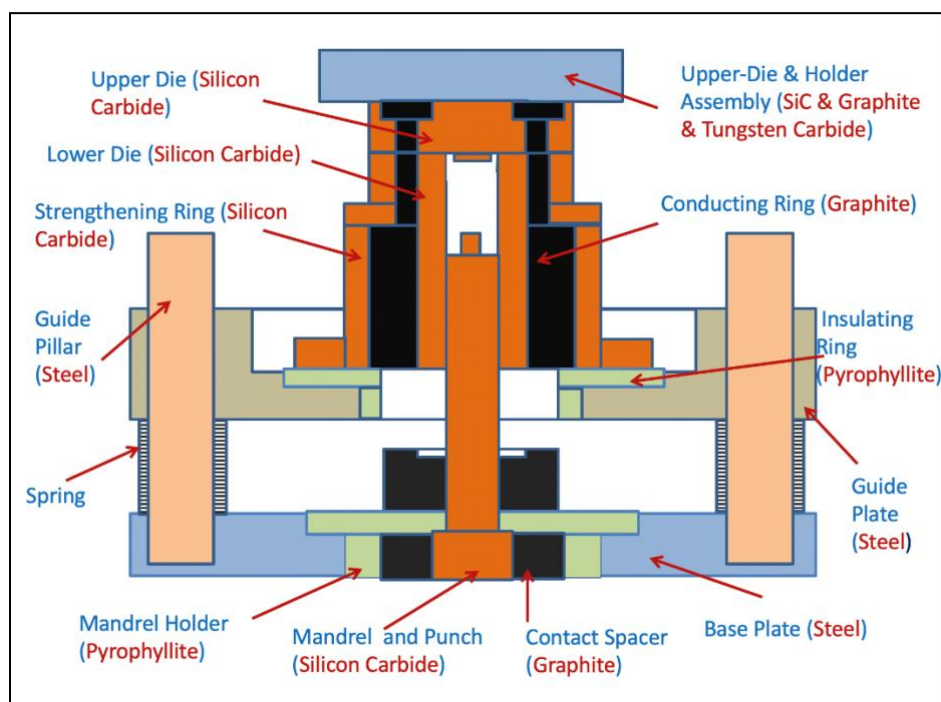 Upper Die (Silicon
Carbide)
Upper-Die & Holder
Assembly (SiC & Graphite
& Tungsten Carbide)
Lower Die (Silicon Carbide)
Strengthening Ring (Silicon
Carbide)
Conducting Ring (Graphite)
Guide
Pillar
(Steel)
Insulating
Ring
(Pyrophyllite)
Spring
Guide
Plate
(Steel)
Mandrel Holder
(Pyrophyllite)
Mandrel and Punch
(Silicon Carbide)
Contact Spacer
(Graphite)
Base Plate (Steel)